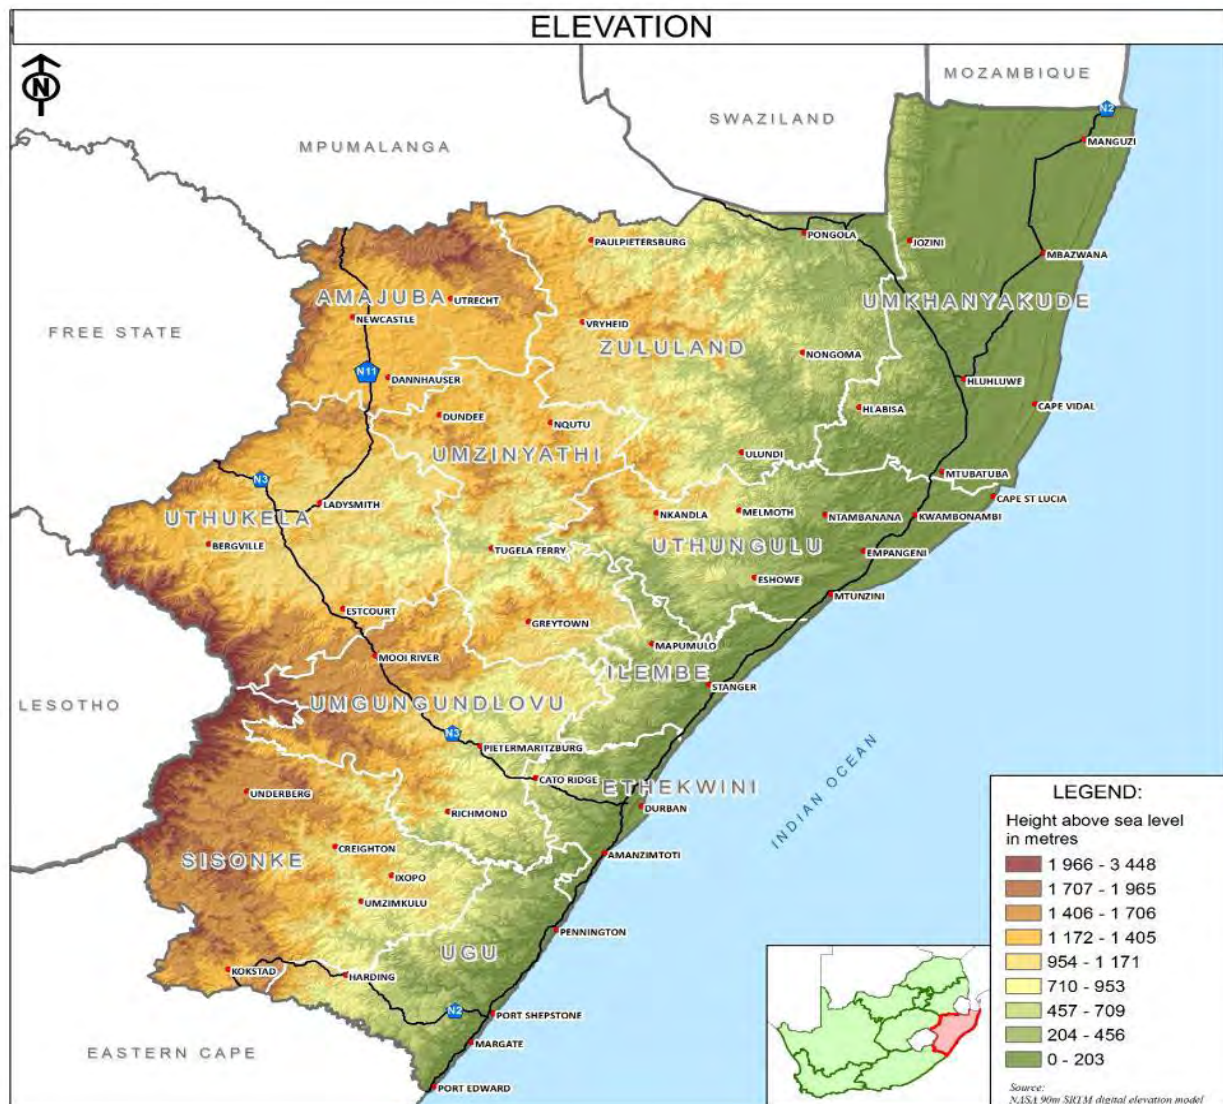 ELEVATION
N
MOZAMBIQUE
N2
SWAZILAND
MANGUZI
MPUMALANGA
PONGOLA
PAULPIETERSBURG
JOZINI
MBAZWANA
AMAJUBA
UTRECHT
UMKHANYAKUDE
NEWCASTLE
VRYHEID
FREE STATE
ZULULAND
NONGOMA
N11
DANNHAUSER
HLUHLUWE
HLABISA
CAPE VIDAL
DUNDEE
NQUTU
UMZINYATHI
ULUNDI
MTUBATUBA
N3
CAPE ST LUCIA
LADYSMITH
UTHUKELA
NKANDLA
MELMOTH
NTAMBANANA
KWAMBONAMBI
BERGVILLE
TUGELA FERRY
UTHUNGULU
EMPANGENI
ESHOWE
MTUNZINI
ESTCOURT
GREYTOWN
MAPUMULO
MOOI RIVER
ILEMBE
STANGER
LESOTHO
UMGUNGUNDLOVU
N3
PIETERMARITZBURG
CATO RIDGE
ETHEKWINI
UNDERBERG
DURBAN
RICHMOND
INDIAN OCEAN
CREIGHTON
AMANZIMTOTI
SISONKE
IXOPO
UMZIMKULU
PENNINGTON
UGU
KOKSTAD
HARDING
N2
PORT SHEPSTONE
MARGATE
EASTERN CAPE
PORT EDWARD
LEGEND:
Height above sea level
in metres
1 966 - 3 448
1 707 - 1 965
1 406 - 1 706
1 172 - 1 405
954 - 1 171
710 - 953
457 - 709
204 - 456
0 - 203
Source:
NASA 90m SRTM digital elevation model